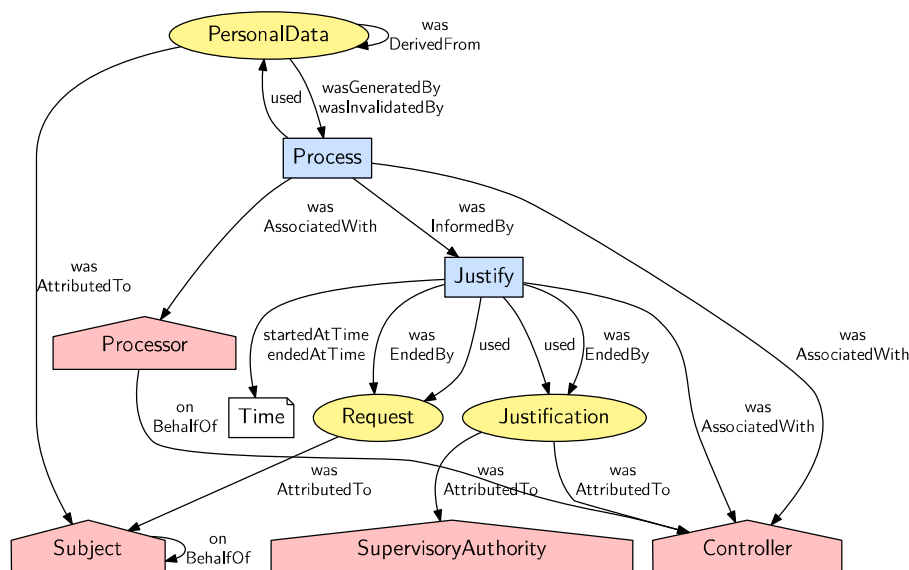 was
DerivedFrom
PersonalData
used
wasGeneratedBy
wasInvalidatedBy
Process
was
AssociatedWith
was
InformedBy
was
AttributedTo
Justify
Processor
startedAtTime
endedAtTime
was
EndedBy
used
used
was
EndedBy
was
AssociatedWith
on
BehalfOf
Time
Request
Justification
was
AssociatedWith
was
AttributedTo
was
AttributedTo
was
AttributedTo
Subject
on
BehalfOf
SupervisoryAuthority
Controller